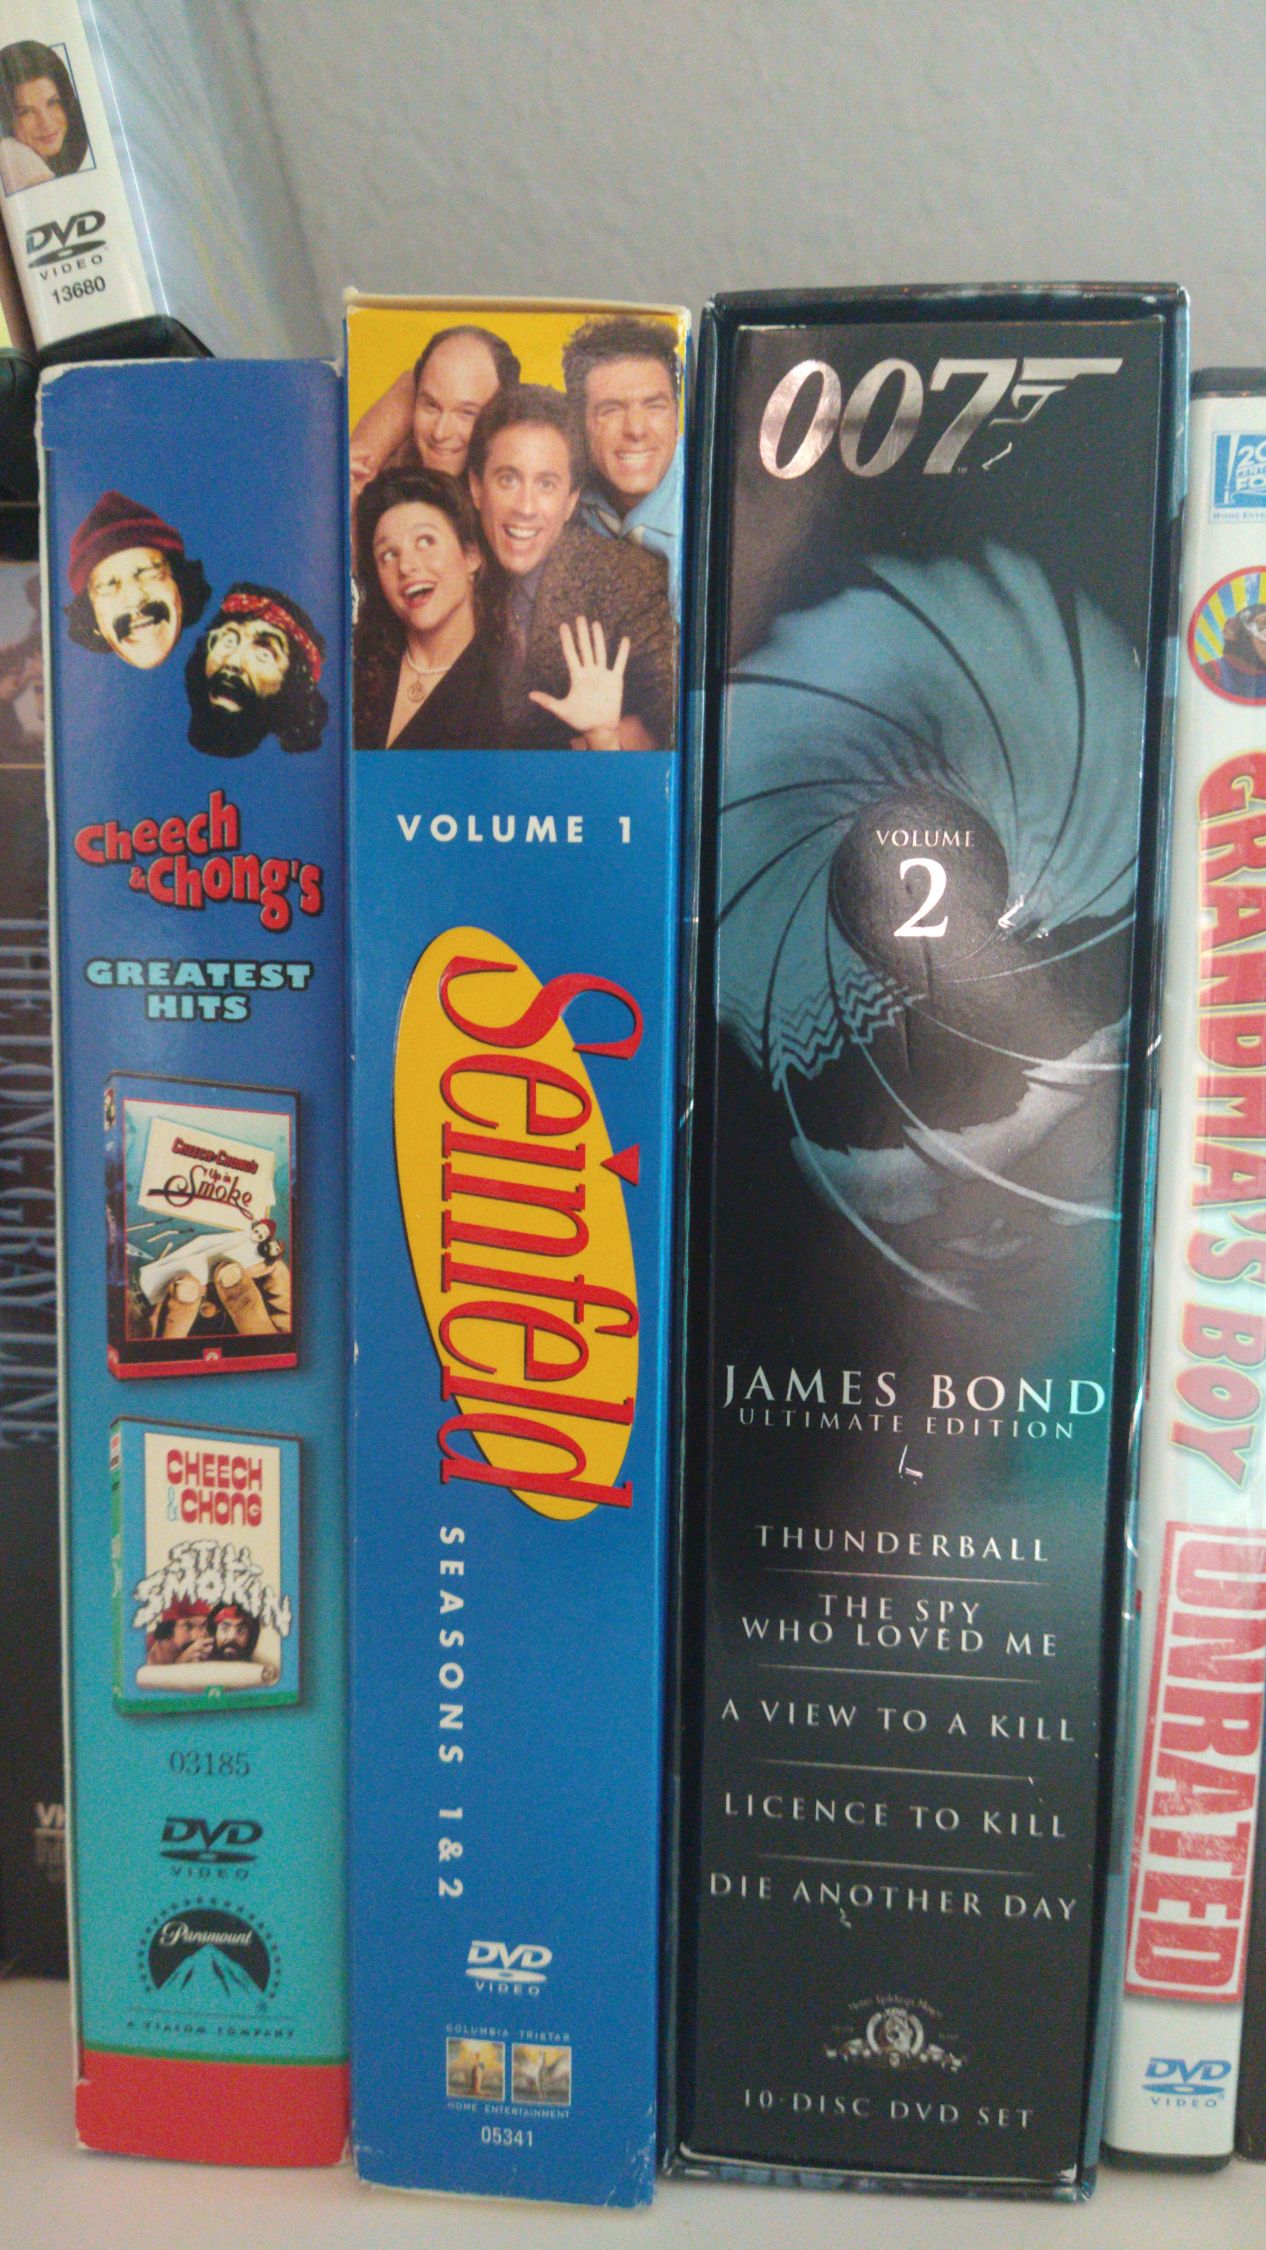 DVD
VIDEO
13680
Cheech
& Chong's
GREATEST
HITS
Cheech & Chong's
Up in
Smoke
CHEECH
& CHONG
STILL
SMOKIN
03185
DVD
VIDEO
Paramount
A VIACOM COMPANY
VOLUME 1
Seinfeld
SEASONS 1 & 2
DVD
VIDEO
COLUMBIA TRISTAR
HOME ENTERTAINMENT
05341
007
VOLUME
2
JAMES BOND
ULTIMATE EDITION
THUNDERBALL
THE SPY
WHO LOVED ME
A VIEW TO A KILL
LICENCE TO KILL
DIE ANOTHER DAY
10-DISC DVD SET
GRANDMA'S BOY
UNRATED
DVD
VIDEO